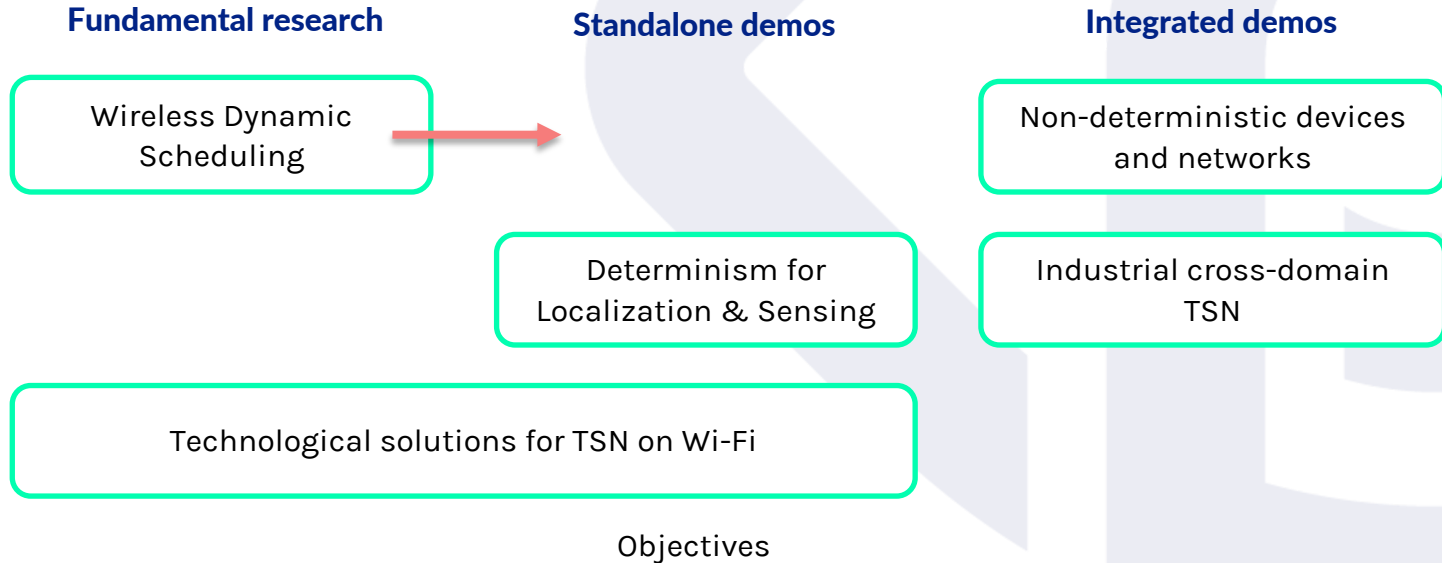 Fundamental research
Standalone demos
Integrated demos
Wireless Dynamic
Scheduling
Non-deterministic devices
and networks
Determinism for
Localization & Sensing
Industrial cross-domain
TSN
Technological solutions for TSN on Wi-Fi
Objectives